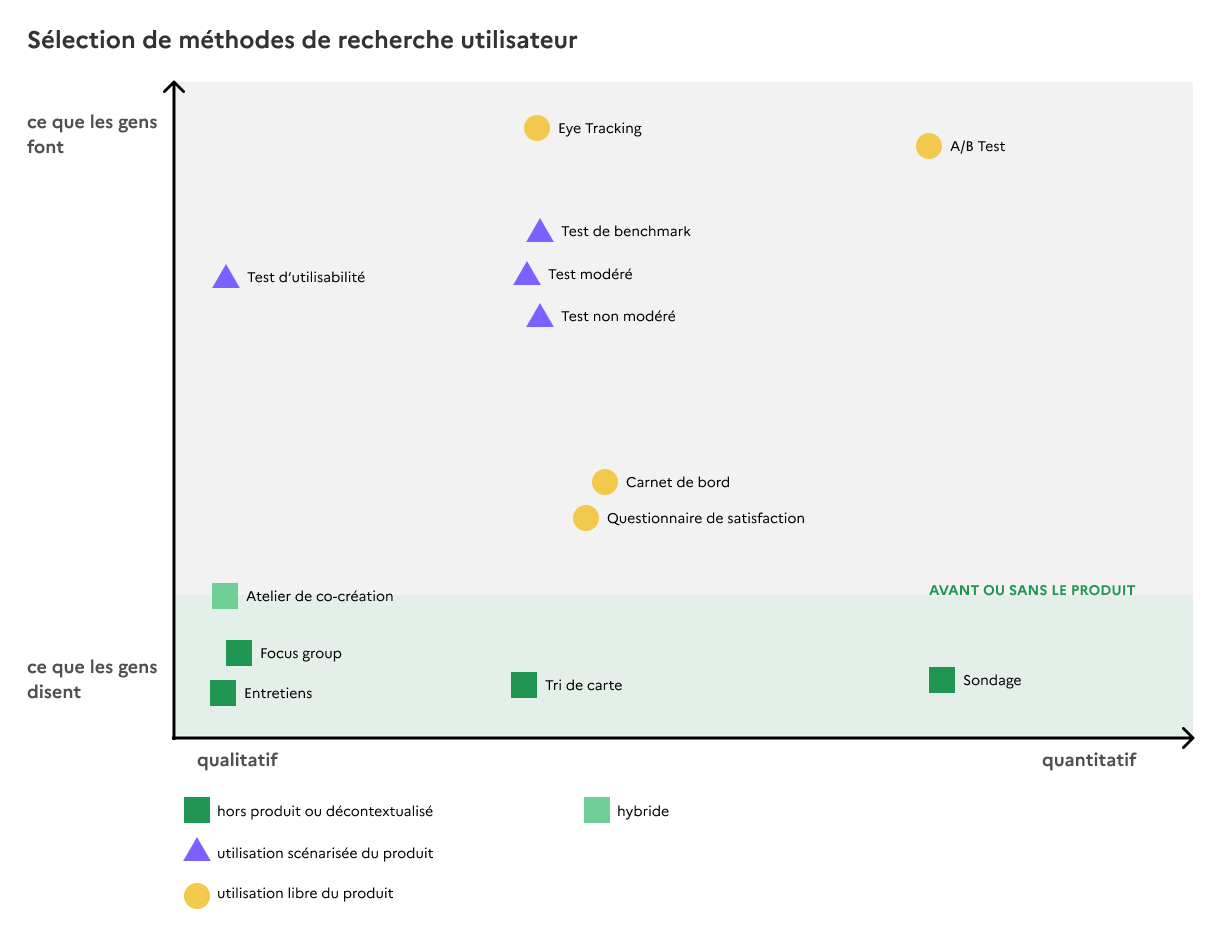 Sélection de méthodes de recherche utilisateur
ce que les gens
font
Eye Tracking
A/B Test
Test de benchmark
Test d'utilisabilité
Test modéré
Test non modéré
Carnet de bord
Questionnaire de satisfaction
AVANT OU SANS LE PRODUIT
Atelier de co-création
Focus group
ce que les gens
disent
Entretiens
Tri de carte
Sondage
qualitatif
quantitatif
hors produit ou décontextualisé
hybride
utilisation scénarisée du produit
utilisation libre du produit